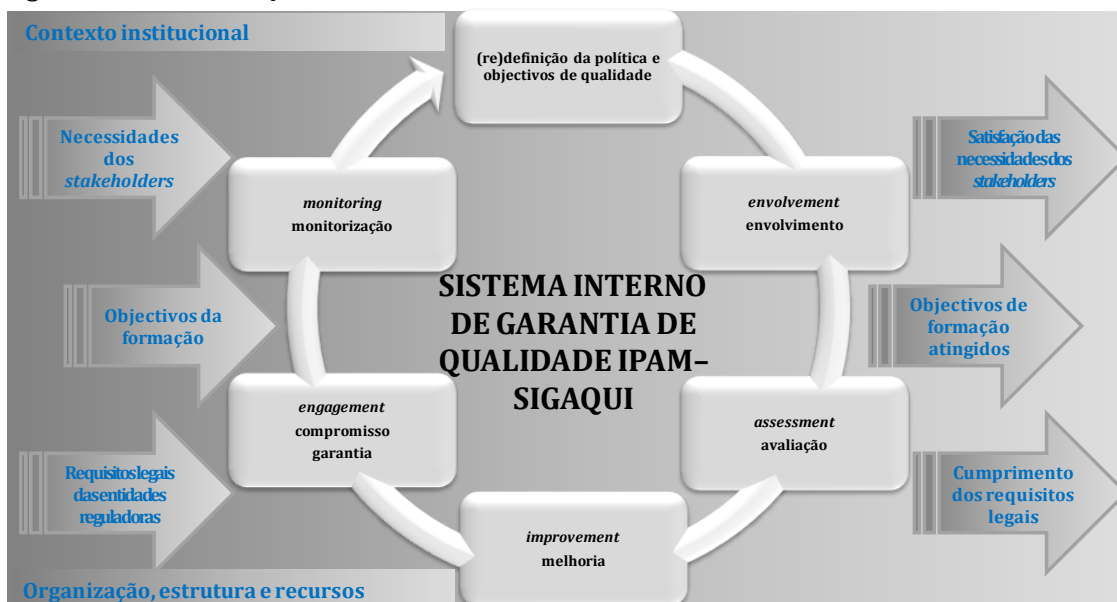 Contexto institucional
(re)definição da política e
objectivos de qualidade
Necessidades
dos
stakeholders
Satisfação das
necessidades dos
stakeholders
monitoring
monitorização
envolvement
envolvimento
SISTEMA INTERNO
DE GARANTIA DE
QUALIDADE IPAM–
SIGAQUI
Objectivos da
formação
Objectivos de
formação
atingidos
engagement
compromisso
garantia
assessment
avaliação
Requisitos legais
das entidades
reguladoras
Cumprimento
dos requisitos
legais
improvement
melhoria
Organização, estrutura e recursos